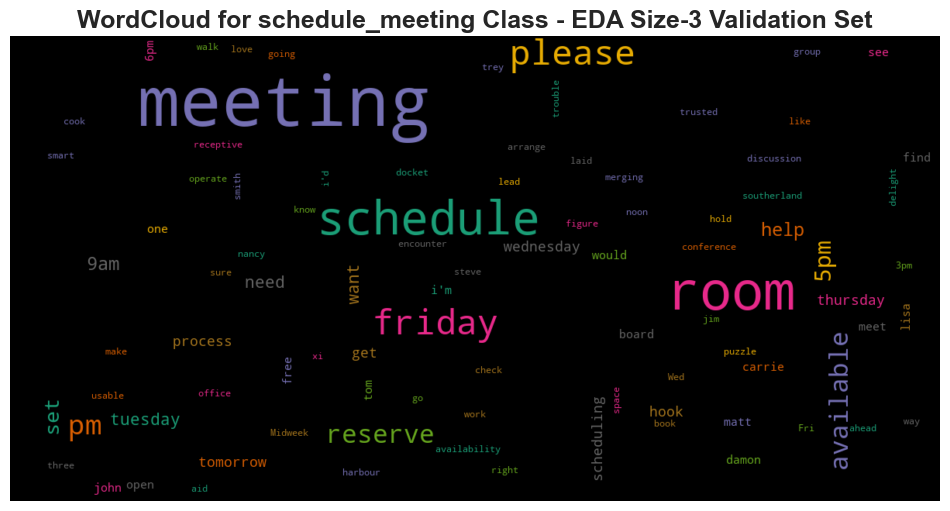 WordCloud for schedule_meeting Class - EDA Size-3 Validation Set
6pm
walk
love
going
please
group
see
trey
meeting
trouble
trusted
cook
like
receptive
arrange
smart
laid
discussion
find
operate
smith
i'd
docket
lead
merging
southerland
delight
know
schedule
noon
hold
figure
one
help
nancy
encounter
wednesday
conference
would
5pm
9am
sure
need
want
steve
room
3pm
i'm
thursday
friday
jim
lisa
board
meet
process
make
xi
get
puzzle
free
check
Wed
carrie
usable
office
tom
go
space
available
set
pm
tuesday
work
scheduling
hook
book
matt
Fri
ahead
way
Midweek
reserve
availability
three
tomorrow
harbour
right
damon
john
open
aid